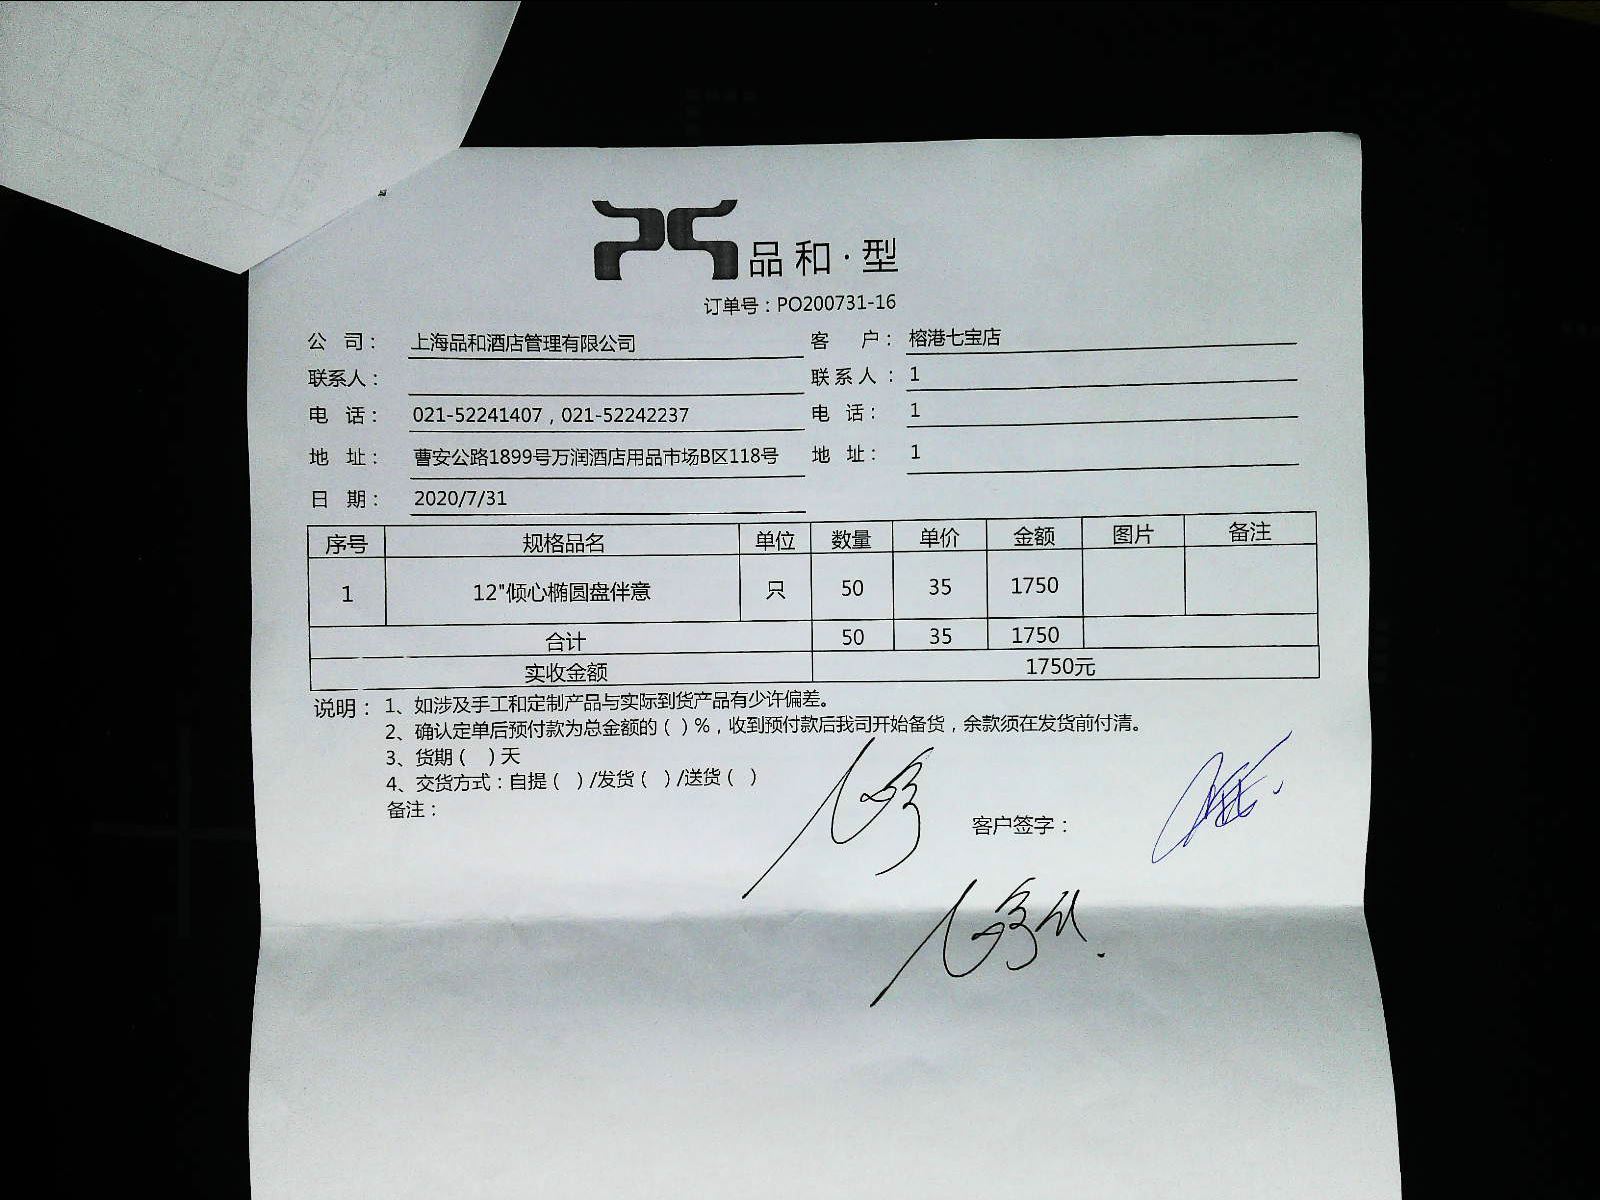 品和·型
订单号：PO200731-16
公 司： 上海品和酒店管理有限公司 客 户： 榕港七宝店
联系人： 联系人： 1
电 话： 021-52241407，021-52242237 电 话： 1
地 址： 曹安公路1899号万润酒店用品市场B区118号 地 址： 1
日 期： 2020/7/31
序号 规格品名 单位 数量 单价 金额 图片 备注
1 12"倾心椭圆盘伴意 只 50 35 1750
合计 50 35 1750
实收金额 1750元
说明：1、如涉及手工和定制产品与实际到货产品有少许偏差。
2、确认定单后预付款为总金额的（ ）%，收到预付款后我司开始备货，余款须在发货前付清。
3、货期（ ）天
4、交货方式：自提（ ）/发货（ ）/送货（ ）
备注：
客户签字：